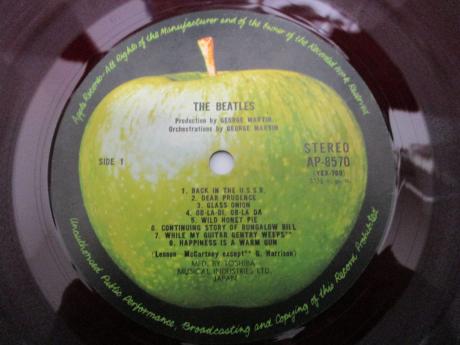 Apple Records · All Rights of the Manufacturer and of the Owner of the Recorded Work Reserved
THE BEATLES
Production by GEORGE MARTIN
Orchestrations by GEORGE MARTIN
SIDE 1
STEREO
AP-8570
(YEX-709)
1. BACK IN THE U.S.S.R.
2. DEAR PRUDENCE
3. GLASS ONION
4. OB-LA-DI, OB-LA DA
5. WILD HONEY PIE
6. CONTINUING STORY OF BUNGALOW BILL
7. WHILE MY GUITAR GENTRY WEEPS**
8. HAPPINESS IS A WARM GUN
(Lennon - McCartney except** G. Harrison)
MFD. BY TOSHIBA
MUSICAL INDUSTRIES LTD.
JAPAN
Unauthorised Public Performance, Broadcasting and Copying of this Record Prohibited